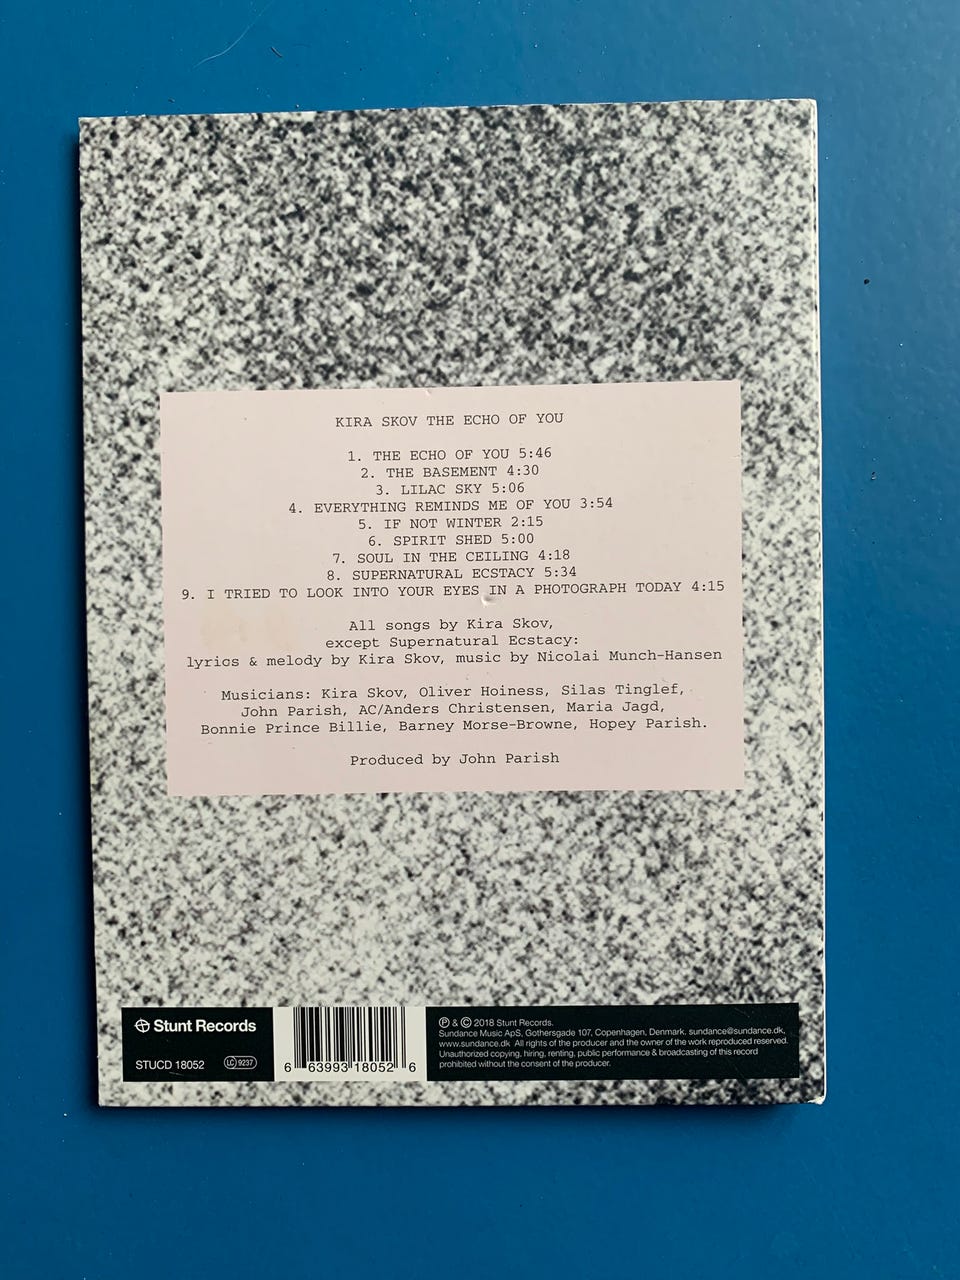 KIRA SKOV THE ECHO OF YOU
1. THE ECHO OF YOU 5:46
2. THE BASEMENT 4:30
3. LILAC SKY 5:06
4. EVERYTHING REMINDS ME OF YOU 3:54
5. IF NOT WINTER 2:15
6. SPIRIT SHED 5:00
7. SOUL IN THE CEILING 4:18
8. SUPERNATURAL ECSTACY 5:34
9. I TRIED TO LOOK INTO YOUR EYES IN A PHOTOGRAPH TODAY 4:15
All songs by Kira Skov,
except Supernatural Ecstacy:
lyrics & melody by Kira Skov, music by Nicolai Munch-Hansen
Musicians: Kira Skov, Oliver Hoiness, Silas Tinglef,
John Parish, AC/Anders Christensen, Maria Jagd,
Bonnie Prince Billie, Barney Morse-Browne, Hopey Parish.
Produced by John Parish
Stunt Records
STUCD 18052 LC 9237
6 63993 18052 6
Ⓟ & © 2018 Stunt Records.
Sundance Music ApS, Gothersgade 107, Copenhagen, Denmark. sundance@sundance.dk,
www.sundance.dk All rights of the producer and the owner of the work reproduced reserved.
Unauthorized copying, hiring, renting, public performance & broadcasting of this record
prohibited without the consent of the producer.